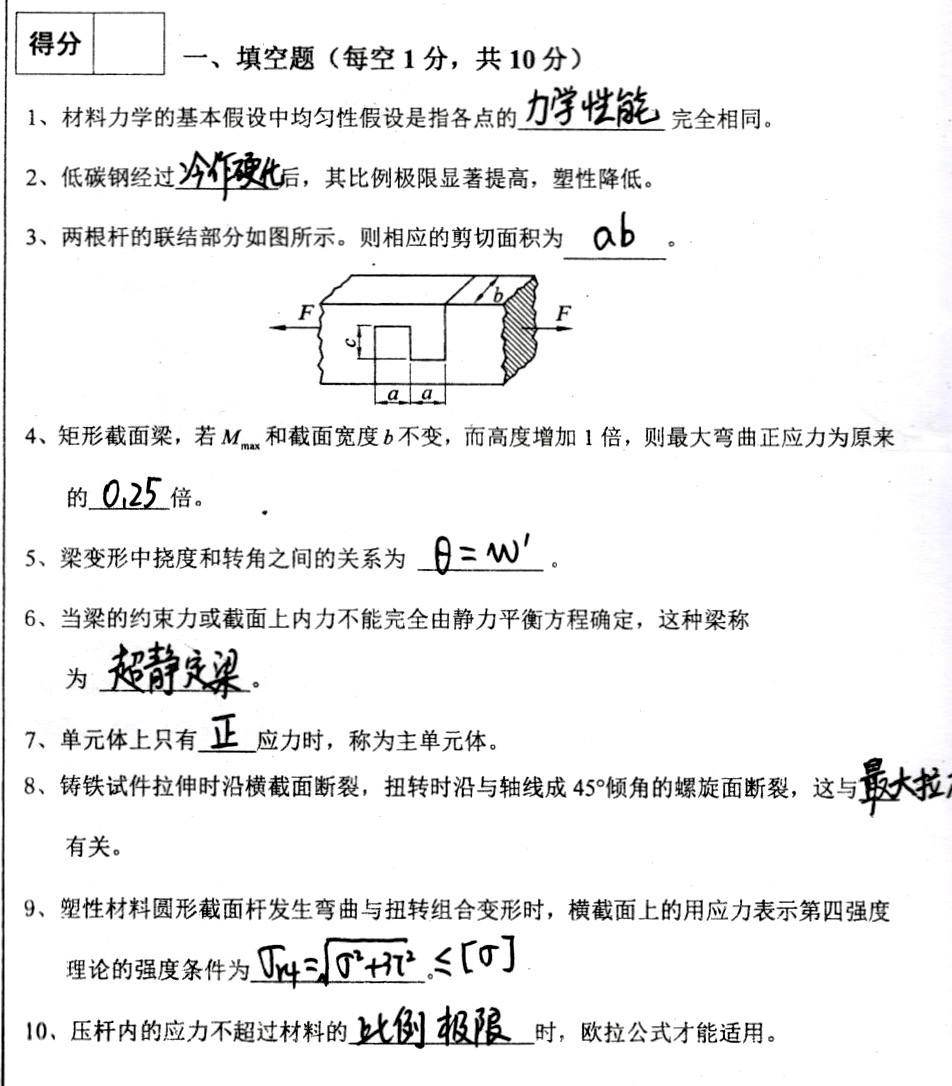 得分
一、填空题（每空 1 分，共 10 分）
1、材料力学的基本假设中均匀性假设是指各点的 力学性能 完全相同。
2、低碳钢经过 冷作硬化 后，其比例极限显著提高，塑性降低。
3、两根杆的联结部分如图所示。则相应的剪切面积为 ab 。
b
F F
c
a a
4、矩形截面梁，若 Mmax 和截面宽度 b 不变，而高度增加 1 倍，则最大弯曲正应力为原来
的 0.25 倍。
5、梁变形中挠度和转角之间的关系为 θ=w' 。
6、当梁的约束力或截面上内力不能完全由静力平衡方程确定，这种梁称
为 超静定梁 。
7、单元体上只有 正 应力时，称为主单元体。
8、铸铁试件拉伸时沿横截面断裂，扭转时沿与轴线成 45°倾角的螺旋面断裂，这与 最大拉
有关。
9、塑性材料圆形截面杆发生弯曲与扭转组合变形时，横截面上的用应力表示第四强度
理论的强度条件为 σr4=√σ²+3τ² ≤[σ] 。
10、压杆内的应力不超过材料的 比例极限 时，欧拉公式才能适用。